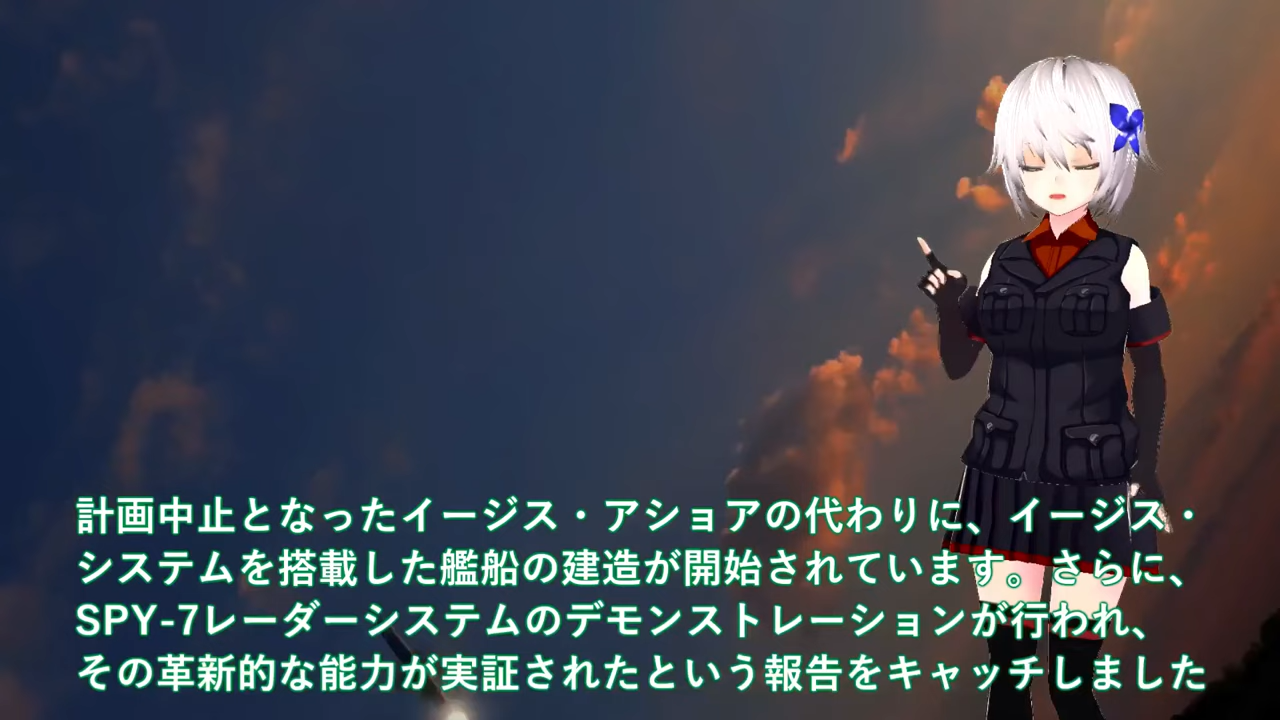 計画中止となったイージス・アショアの代わりに、イージス・
システムを搭載した艦船の建造が開始されています。さらに、
SPY-7レーダーシステムのデモンストレーションが行われ、
その革新的な能力が実証されたという報告をキャッチしました